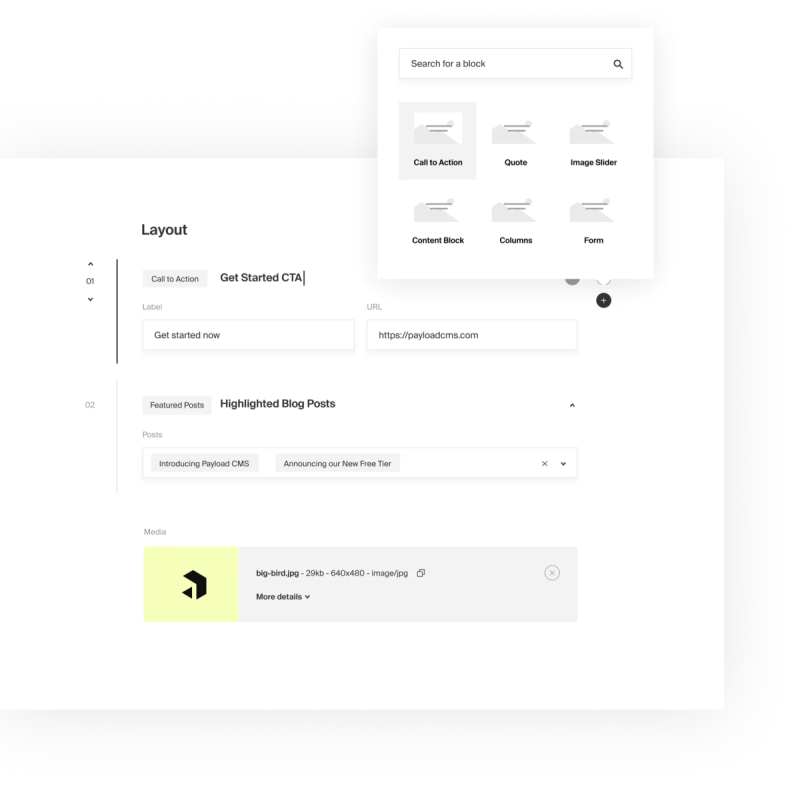 Search for a block
Call to Action
Quote
Image Slider
Content Block
Columns
Form
Layout
01
Call to Action
Get Started CTA
Label
URL
Get started now
https://payloadcms.com
02
Featured Posts
Highlighted Blog Posts
Posts
Introducing Payload CMS
Announcing our New Free Tier
Media
big-bird.jpg - 29kb - 640x480 - image/jpg
More details